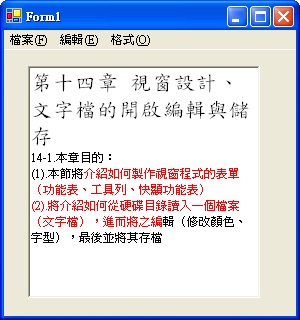 Form1
檔案(F) 編輯(E) 格式(O)
第十四章 視窗設計、
文字檔的開啟編輯與儲
存
14-1.本章目的：
(1).本節將介紹如何製作視窗程式的表單
（功能表、工具列、快顯功能表）
(2).將介紹如何從硬碟目錄讀入一個檔案
（文字檔），進而將之編輯（修改顏色、
字型），最後並將其存檔